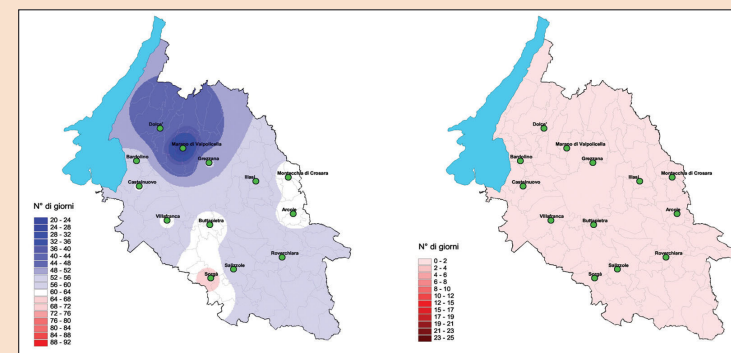 Dolce'
Marano di Valpolicella
Bardolino
Grezzana
Castelnuovo
Illasi
Montecchia di Crosara
Arcole
Villafranca
Buttapietra
Roverchiara
Salizzole
Sorgà
N° di giorni
20 - 24
24 - 28
28 - 32
32 - 36
36 - 40
40 - 44
44 - 48
48 - 52
52 - 56
56 - 60
60 - 64
64 - 68
68 - 72
72 - 76
76 - 80
80 - 84
84 - 88
88 - 92
Dolce'
Marano di Valpolicella
Bardolino
Grezzana
Castelnuovo
Illasi
Montecchia di Crosara
Arcole
Villafranca
Buttapietra
Roverchiara
Salizzole
Sorgà
N° di giorni
0 - 2
2 - 4
4 - 6
6 - 8
8 - 10
10 - 12
12 - 15
15 - 17
17 - 19
19 - 21
21 - 23
23 - 25